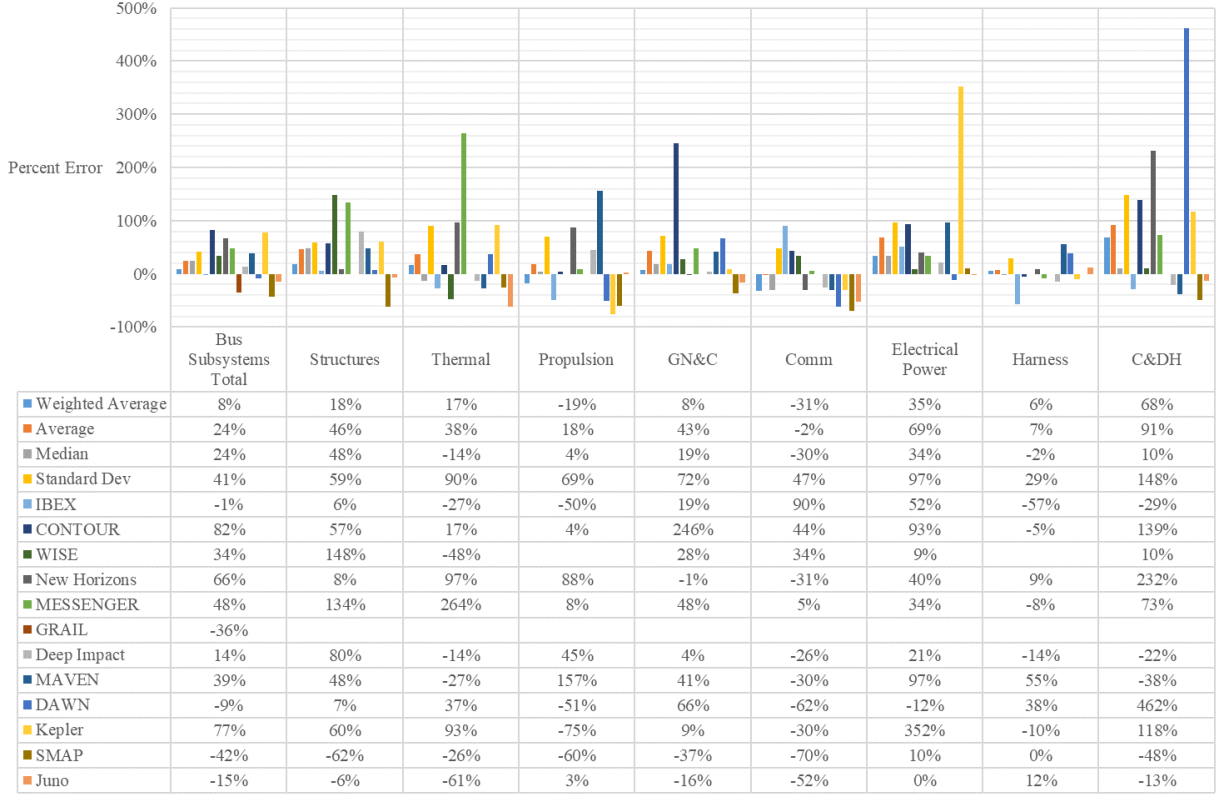 500%
400%
300%
Percent Error
200%
100%
0%
-100%
Bus Subsystems Total Structures Thermal Propulsion GN&C Comm Electrical Power Harness C&DH
Weighted Average 8% 18% 17% -19% 8% -31% 35% 6% 68%
Average 24% 46% 38% 18% 43% -2% 69% 7% 91%
Median 24% 48% -14% 4% 19% -30% 34% -2% 10%
Standard Dev 41% 59% 90% 69% 72% 47% 97% 29% 148%
IBEX -1% 6% -27% -50% 19% 90% 52% -57% -29%
CONTOUR 82% 57% 17% 4% 246% 44% 93% -5% 139%
WISE 34% 148% -48% 28% 34% 9% 10%
New Horizons 66% 8% 97% 88% -1% -31% 40% 9% 232%
MESSENGER 48% 134% 264% 8% 48% 5% 34% -8% 73%
GRAIL -36%
Deep Impact 14% 80% -14% 45% 4% -26% 21% -14% -22%
MAVEN 39% 48% -27% 157% 41% -30% 97% 55% -38%
DAWN -9% 7% 37% -51% 66% -62% -12% 38% 462%
Kepler 77% 60% 93% -75% 9% -30% 352% -10% 118%
SMAP -42% -62% -26% -60% -37% -70% 10% 0% -48%
Juno -15% -6% -61% 3% -16% -52% 0% 12% -13%